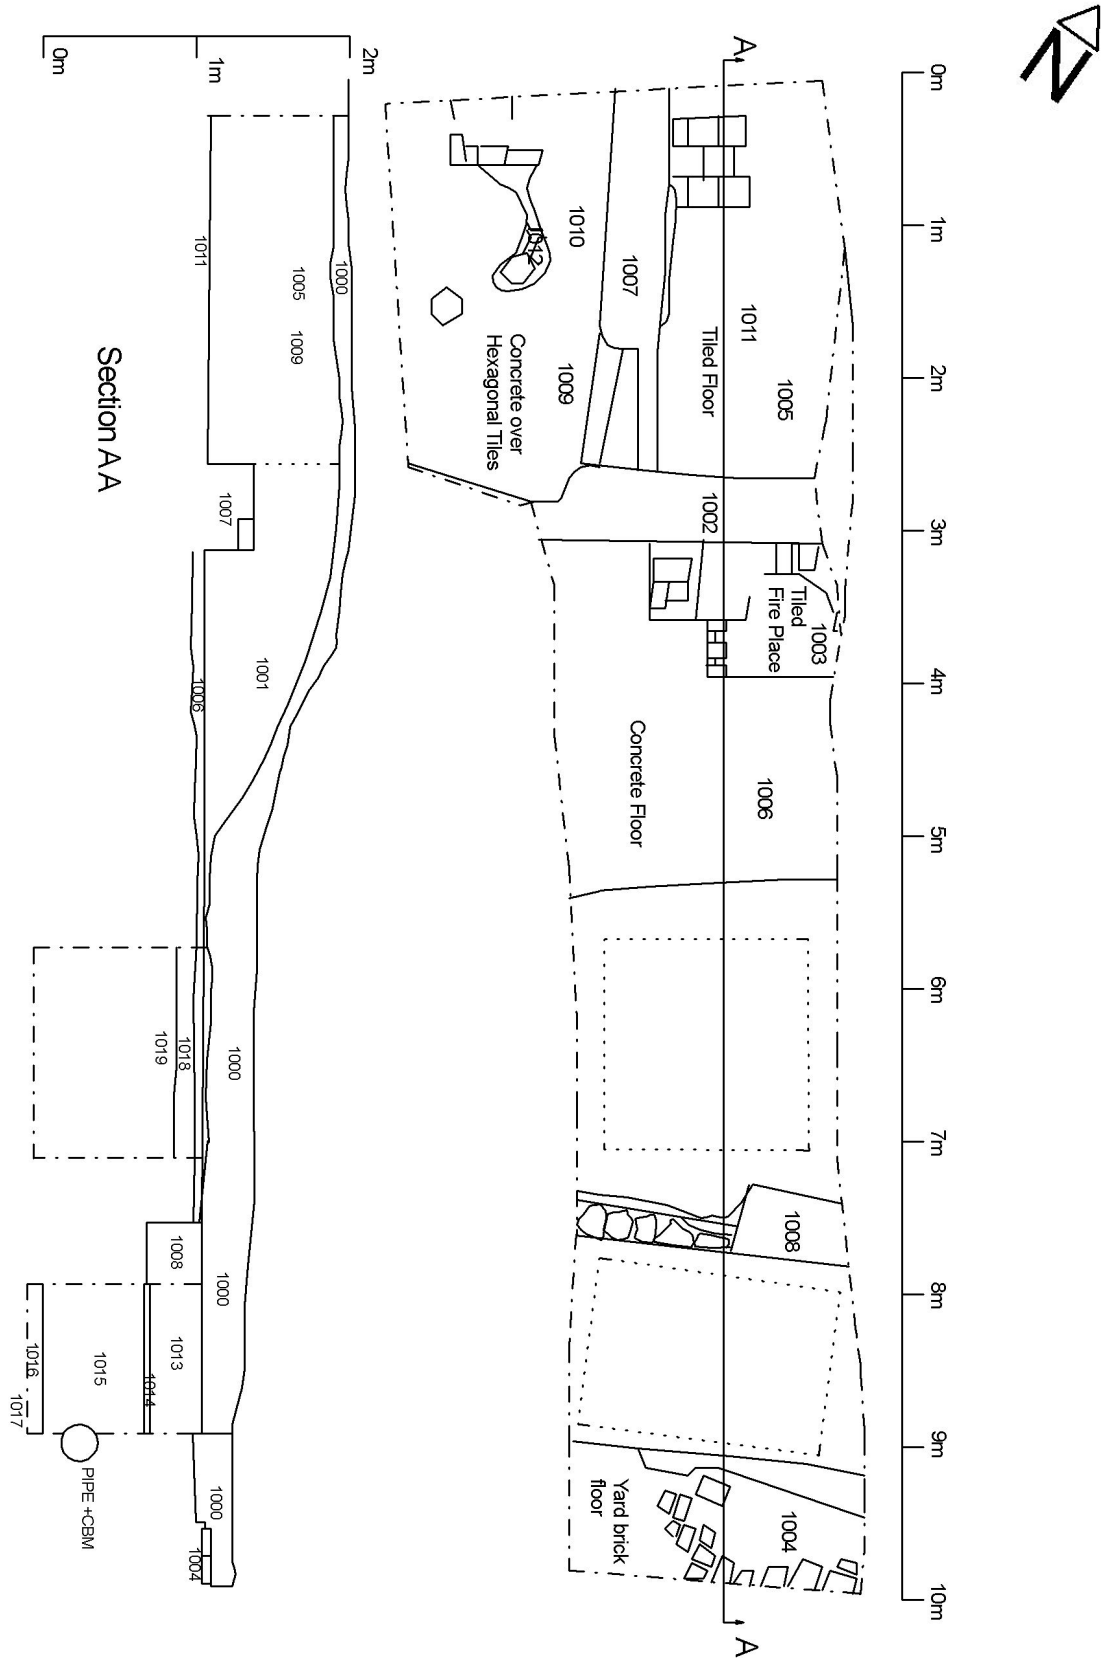 N
0m
1m
2m
3m
4m
5m
6m
7m
8m
9m
10m
A
A
1010
1012
1007
1011
Tiled Floor
1005
1009
Concrete over
Hexagonal Tiles
1002
Tiled
Fire Place
1003
Concrete Floor
1006
1008
Yard brick
floor
1004
2m
1m
0m
1011
1005
1009
1000
1007
1001
1006
1019
1018
1000
1008
1000
1016
1017
1015
1014
1013
PIPE +CBM
1000
1004
Section A A